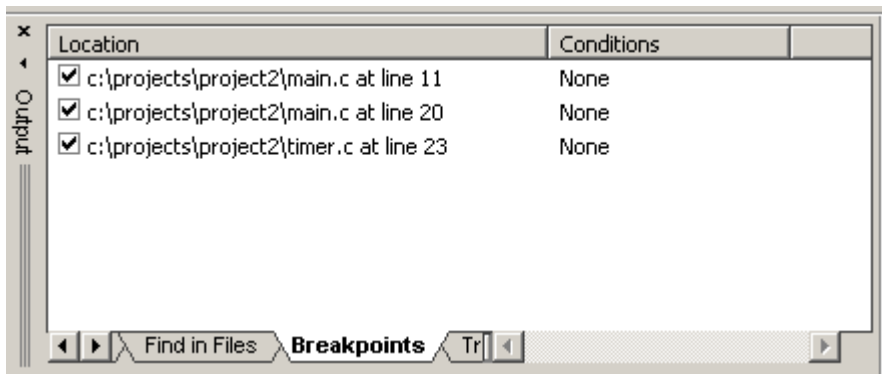 Location Conditions
c:\projects\project2\main.c at line 11 None
c:\projects\project2\main.c at line 20 None
c:\projects\project2\timer.c at line 23 None
Output
Find in Files Breakpoints Tr